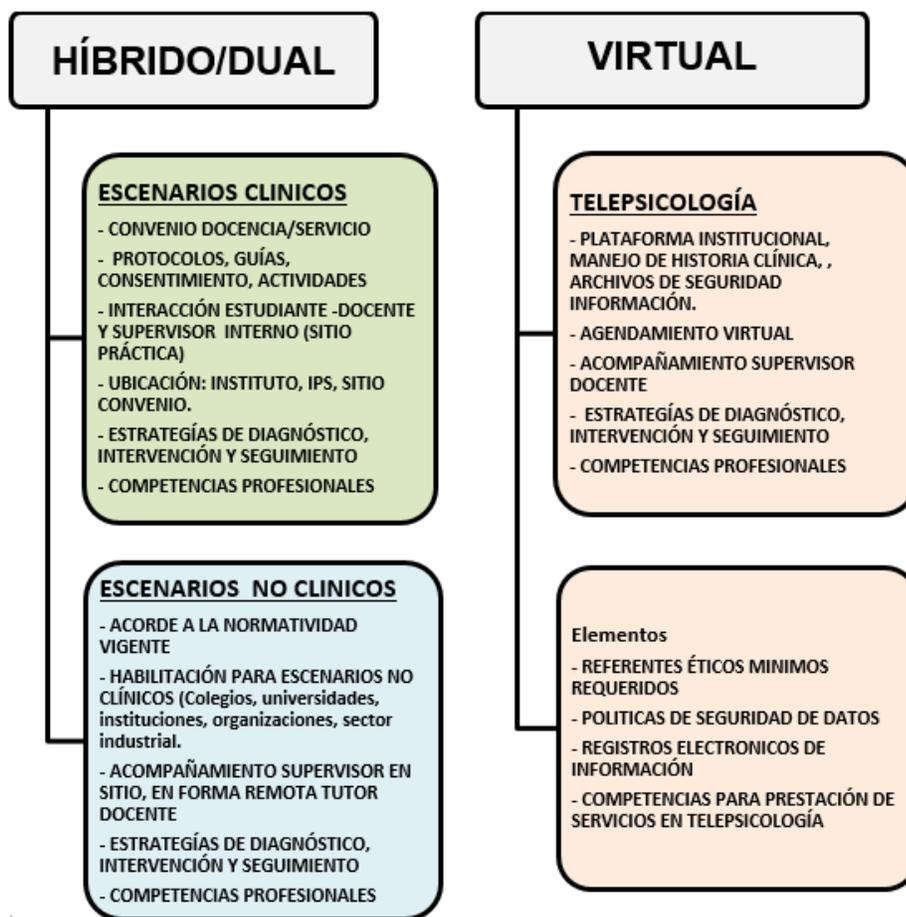 HÍBRIDO/DUAL
ESCENARIOS CLINICOS
- CONVENIO DOCENCIA/SERVICIO
- PROTOCOLOS, GUÍAS,
CONSENTIMIENTO, ACTIVIDADES
- INTERACCIÓN ESTUDIANTE -DOCENTE
Y SUPERVISOR INTERNO (SITIO
PRÁCTICA)
- UBICACIÓN: INSTITUTO, IPS, SITIO
CONVENIO.
- ESTRATEGÍAS DE DIAGNÓSTICO,
INTERVENCIÓN Y SEGUIMIENTO
- COMPETENCIAS PROFESIONALES
ESCENARIOS NO CLINICOS
- ACORDE A LA NORMATIVIDAD
VIGENTE
- HABILITACIÓN PARA ESCENARIOS NO
CLÍNICOS (Colegios, universidades,
instituciones, organizaciones, sector
industrial.
- ACOMPAÑAMIENTO SUPERVISOR EN
SITIO, EN FORMA REMOTA TUTOR
DOCENTE
- ESTRATEGÍAS DE DIAGNÓSTICO,
INTERVENCIÓN Y SEGUIMIENTO
- COMPETENCIAS PROFESIONALES
VIRTUAL
TELEPSICOLOGÍA
- PLATAFORMA INSTITUCIONAL,
MANEJO DE HISTORIA CLÍNICA, ,
ARCHIVOS DE SEGURIDAD
INFORMACIÓN.
- AGENDAMIENTO VIRTUAL
- ACOMPAÑAMIENTO SUPERVISOR
DOCENTE
- ESTRATEGÍAS DE DIAGNÓSTICO,
INTERVENCIÓN Y SEGUIMIENTO
- COMPETENCIAS PROFESIONALES
Elementos
- REFERENTES ÉTICOS MINIMOS
REQUERIDOS
- POLITICAS DE SEGURIDAD DE DATOS
- REGISTROS ELECTRONICOS DE
INFORMACIÓN
- COMPETENCIAS PARA PRESTACIÓN DE
SERVICIOS EN TELEPSICOLOGÍA